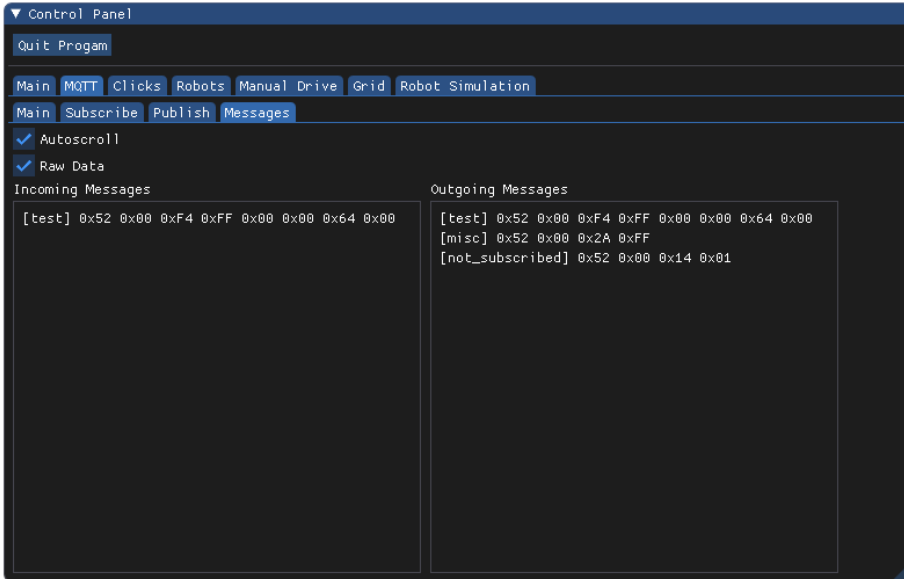 Control Panel
Quit Progam
Main MQTT Clicks Robots Manual Drive Grid Robot Simulation
Main Subscribe Publish Messages
Autoscroll
Raw Data
Incoming Messages
[test] 0x52 0x00 0xF4 0xFF 0x00 0x00 0x64 0x00
Outgoing Messages
[test] 0x52 0x00 0xF4 0xFF 0x00 0x00 0x64 0x00
[misc] 0x52 0x00 0x2A 0xFF
[not_subscribed] 0x52 0x00 0x14 0x01